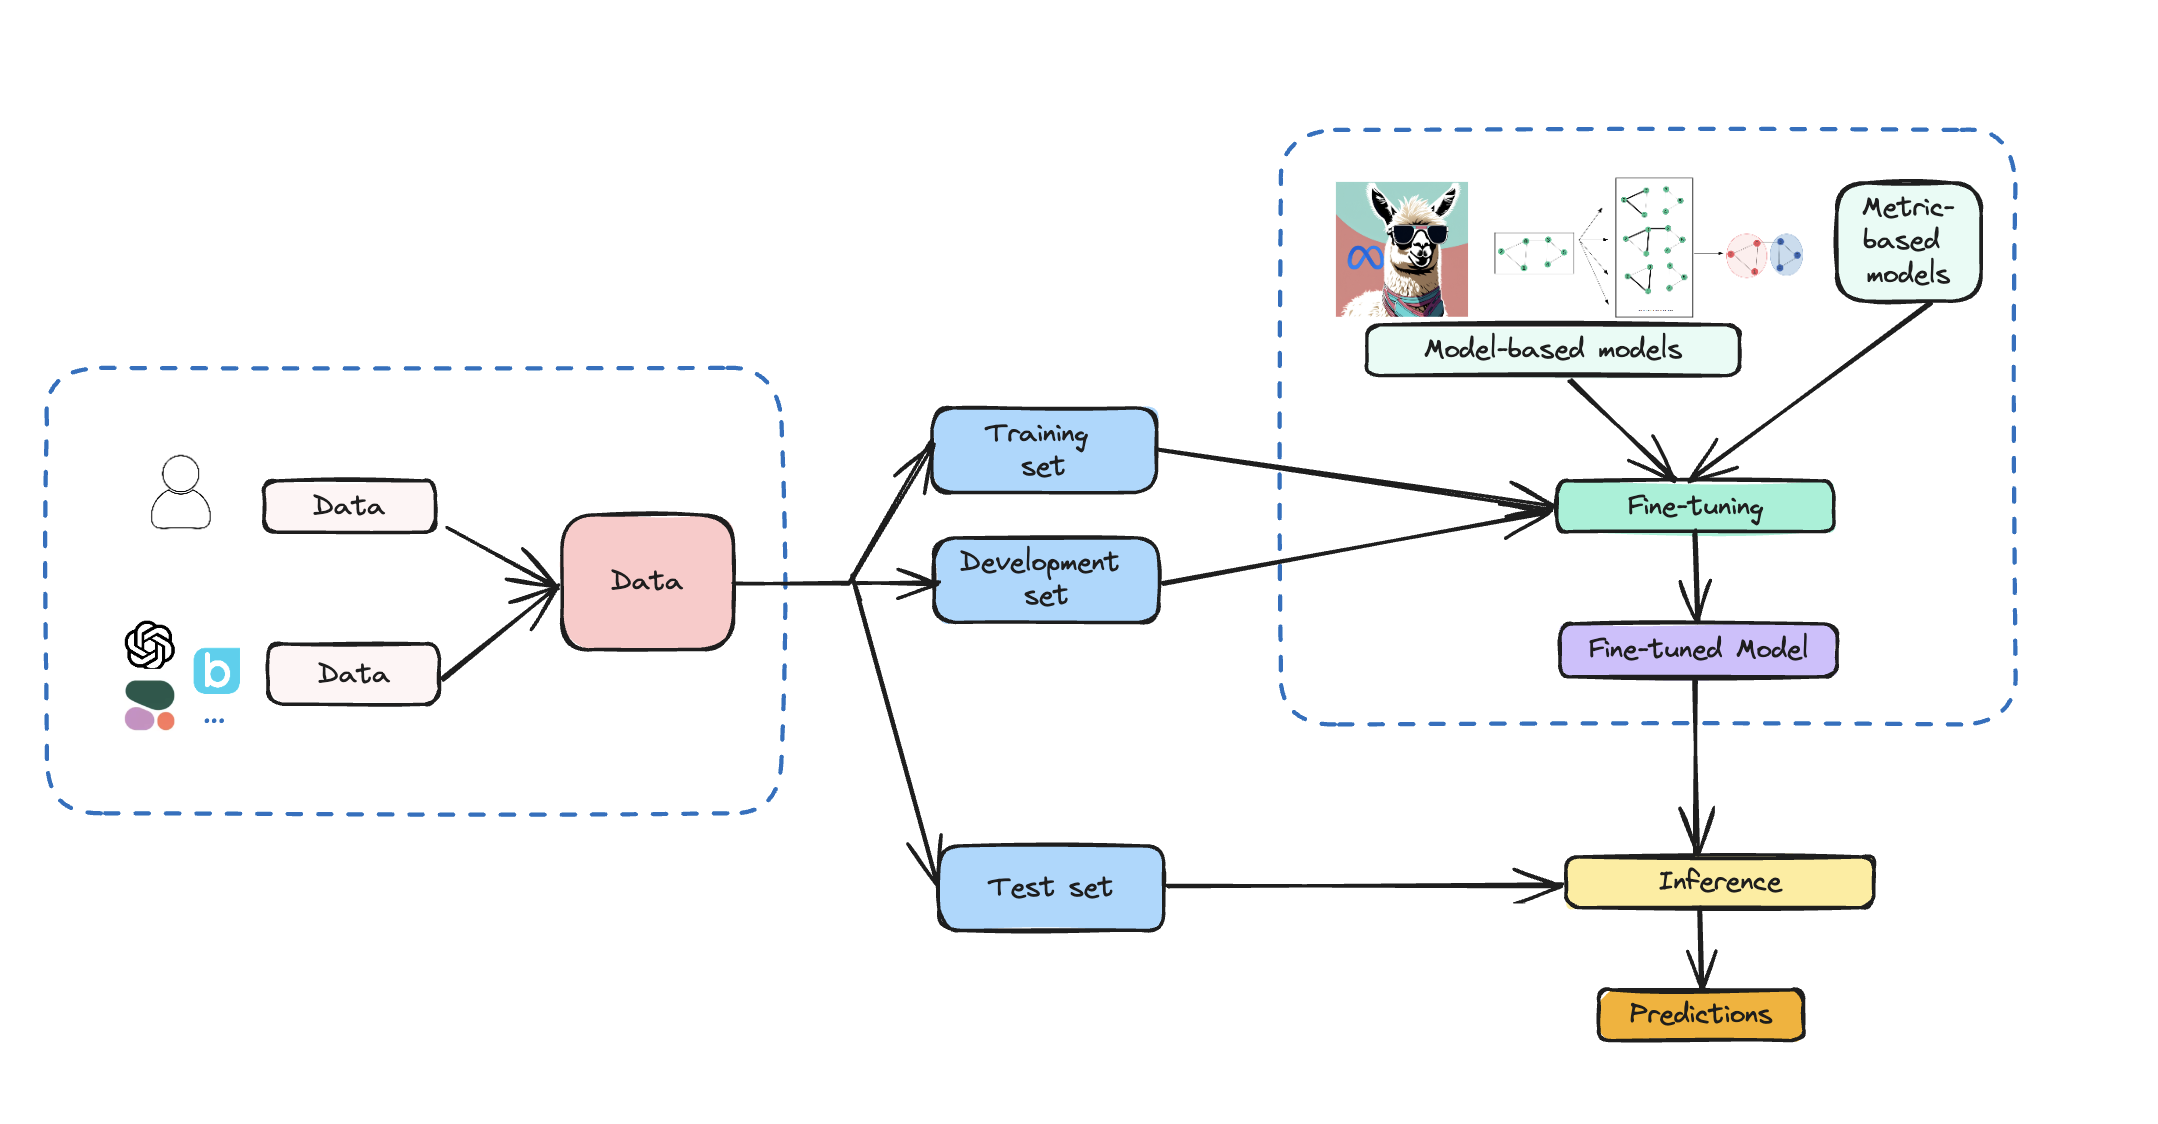 Data
Data
Data
Training
set
Development
set
Test set
Model-based models
Metric-
based
models
Fine-tuning
Fine-tuned Model
Inference
Predictions